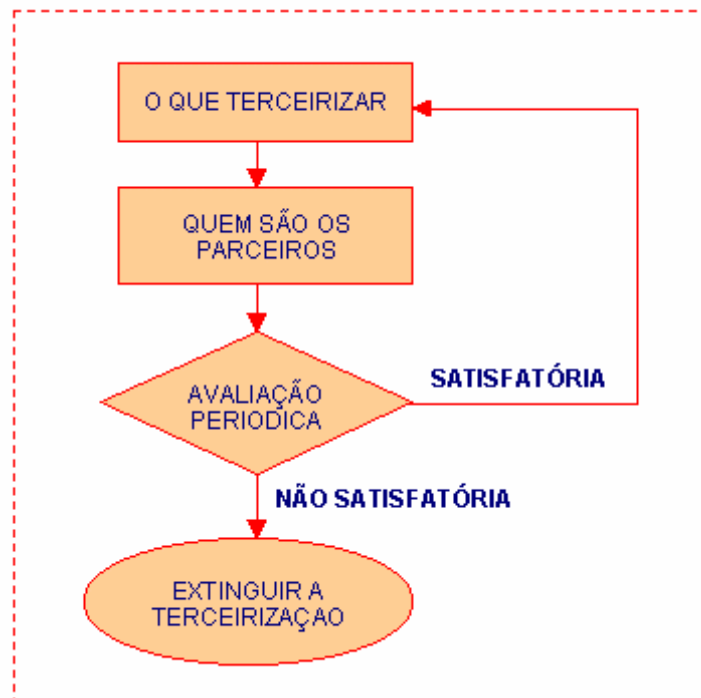 O QUE TERCEIRIZAR
QUEM SÃO OS
PARCEIROS
SATISFATÓRIA
AVALIAÇÃO
PERIODICA
NÃO SATISFATÓRIA
EXTINGUIR A
TERCEIRIZAÇAO